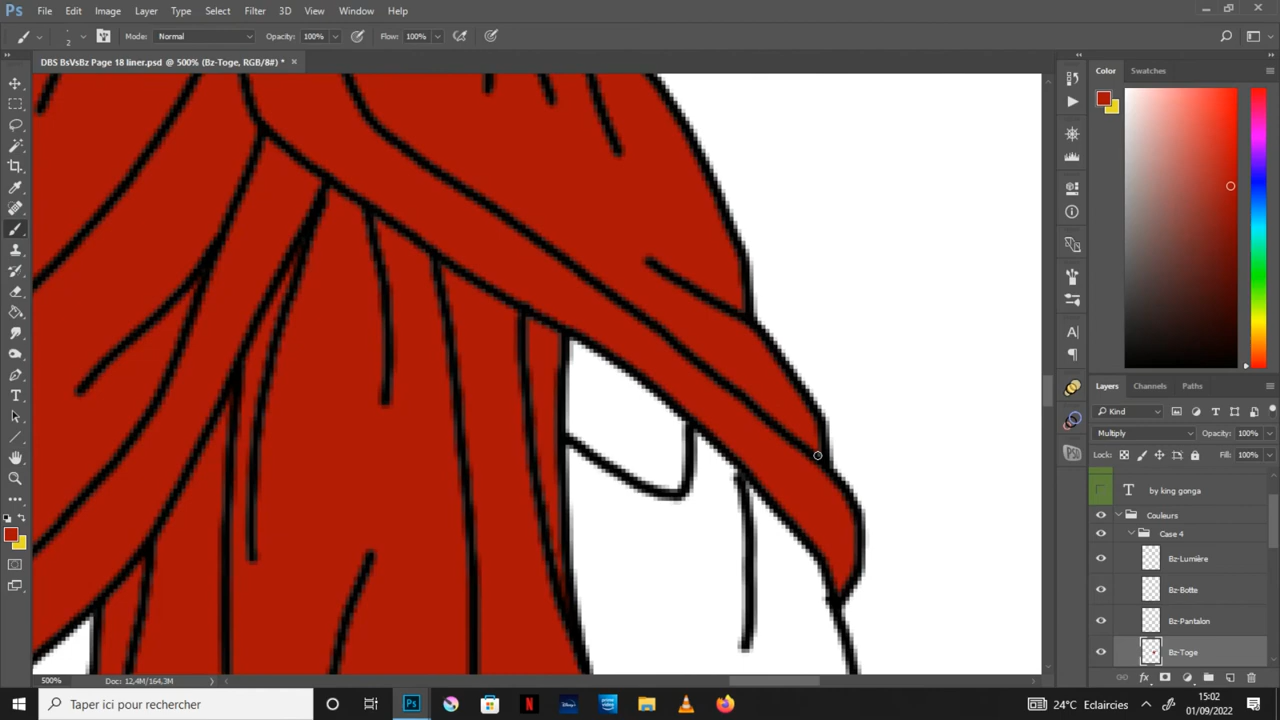 Ps File Edit Image Layer Type Select Filter 3D View Window Help
2 Mode: Normal Opacity: 100% Flow: 100%
DBS BsVsBz Page 18 liner.psd @ 500% (Bz-Toge, RGB/8#) *
Color Swatches
Layers Channels Paths
Kind
Multiply Opacity: 100%
Lock: Fill: 100%
T by king gonga
Couleurs
Case 4
Bz-Lumière
Bz-Botte
Bz-Pantalon
Bz-Toge
500% Doc: 12,4M/164,3M
Taper ici pour rechercher
24°C Eclaircies
15:02
01/09/2022